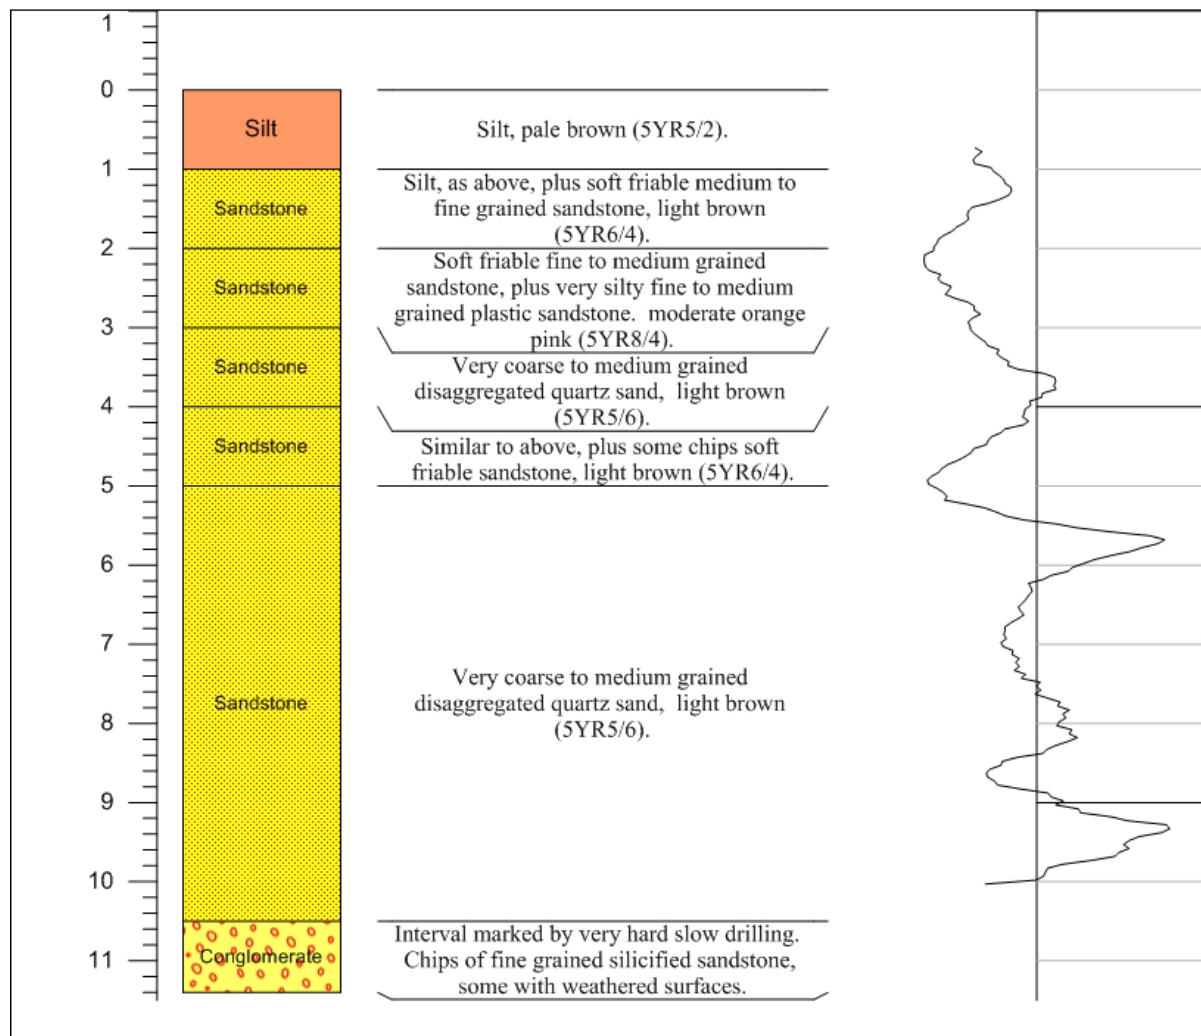 1
0
Silt
Silt, pale brown (5YR5/2).
1
Sandstone
Silt, as above, plus soft friable medium to
fine grained sandstone, light brown
(5YR6/4).
2
Sandstone
Soft friable fine to medium grained
sandstone, plus very silty fine to medium
grained plastic sandstone. moderate orange
pink (5YR8/4).
3
Sandstone
Very coarse to medium grained
disaggregated quartz sand, light brown
(5YR5/6).
4
Sandstone
Similar to above, plus some chips soft
friable sandstone, light brown (5YR6/4).
5
6
7
Sandstone
Very coarse to medium grained
disaggregated quartz sand, light brown
(5YR5/6).
8
9
10
11
Conglomerate
Interval marked by very hard slow drilling.
Chips of fine grained silicified sandstone,
some with weathered surfaces.